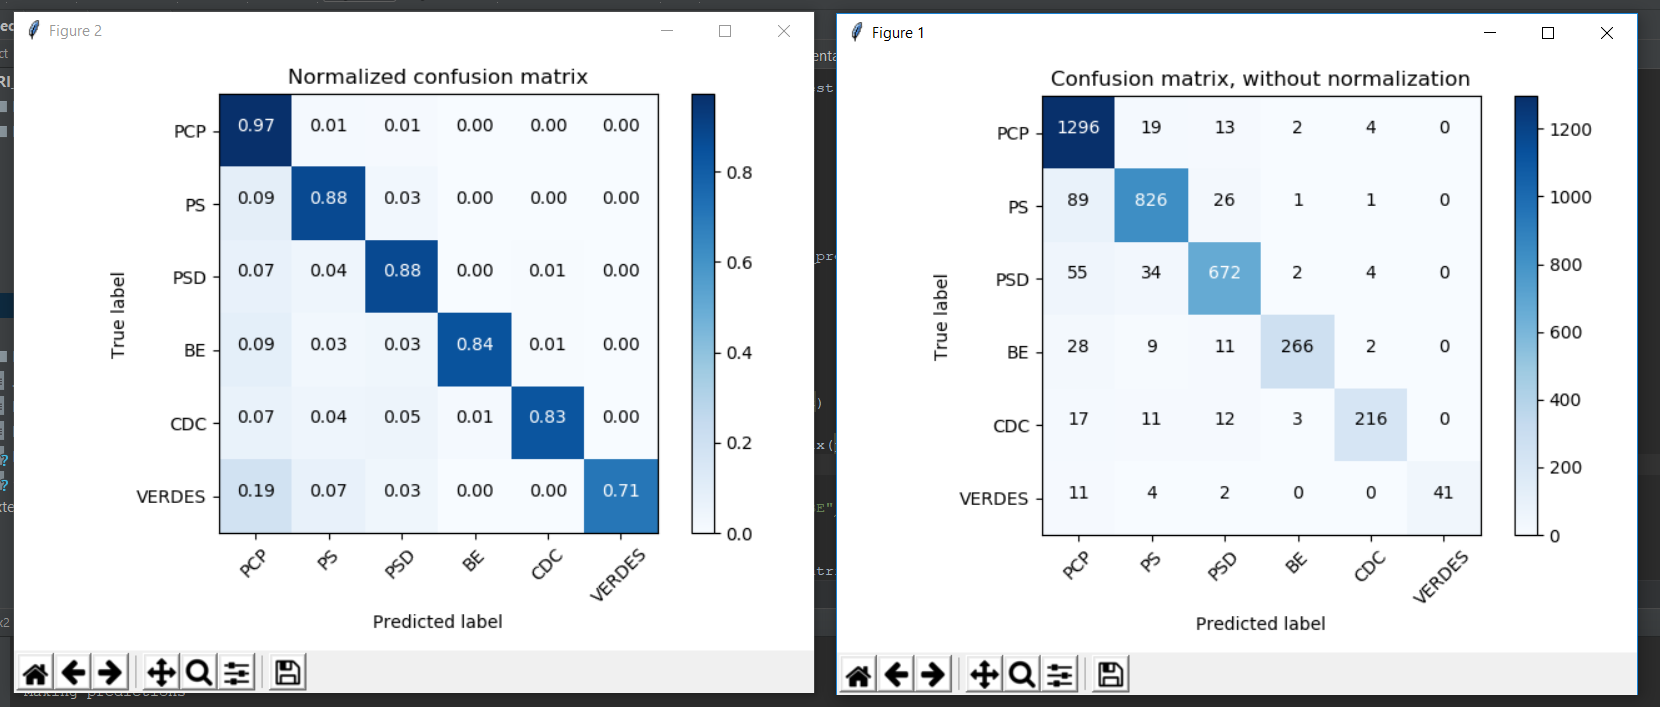 Figure 2
Normalized confusion matrix
PCP 0.97 0.01 0.01 0.00 0.00 0.00
PS 0.09 0.88 0.03 0.00 0.00 0.00
PSD 0.07 0.04 0.88 0.00 0.01 0.00
BE 0.09 0.03 0.03 0.84 0.01 0.00
CDC 0.07 0.04 0.05 0.01 0.83 0.00
VERDES 0.19 0.07 0.03 0.00 0.00 0.71
True label
PCP PS PSD BE CDC VERDES
Predicted label
0.8
0.6
0.4
0.2
0.0
Figure 1
Confusion matrix, without normalization
PCP 1296 19 13 2 4 0
PS 89 826 26 1 1 0
PSD 55 34 672 2 4 0
BE 28 9 11 266 2 0
CDC 17 11 12 3 216 0
VERDES 11 4 2 0 0 41
True label
PCP PS PSD BE CDC VERDES
Predicted label
1200
1000
800
600
400
200
0